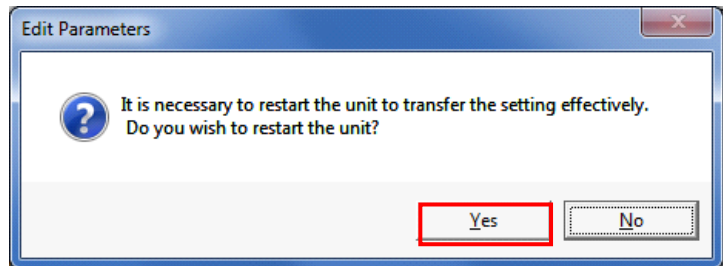 Edit Parameters
x
It is necessary to restart the unit to transfer the setting effectively.
Do you wish to restart the unit?
Yes
No